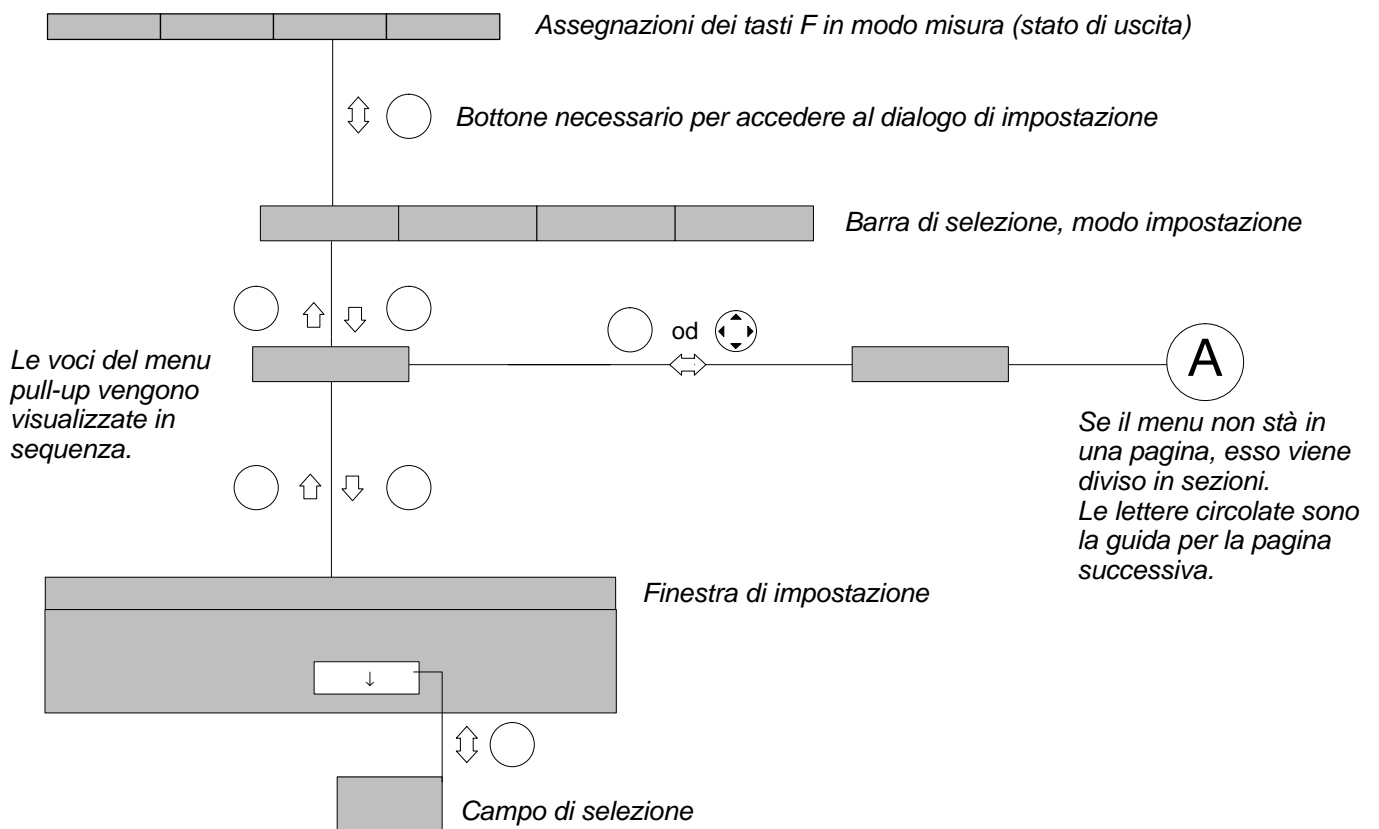 Assegnazioni dei tasti F in modo misura (stato di uscita)
Bottone necessario per accedere al dialogo di impostazione
Barra di selezione, modo impostazione
od
Le voci del menu
pull-up vengono
visualizzate in
sequenza.
A
Se il menu non stà in
una pagina, esso viene
diviso in sezioni.
Le lettere circolate sono
la guida per la pagina
successiva.
Finestra di impostazione
↓
Campo di selezione